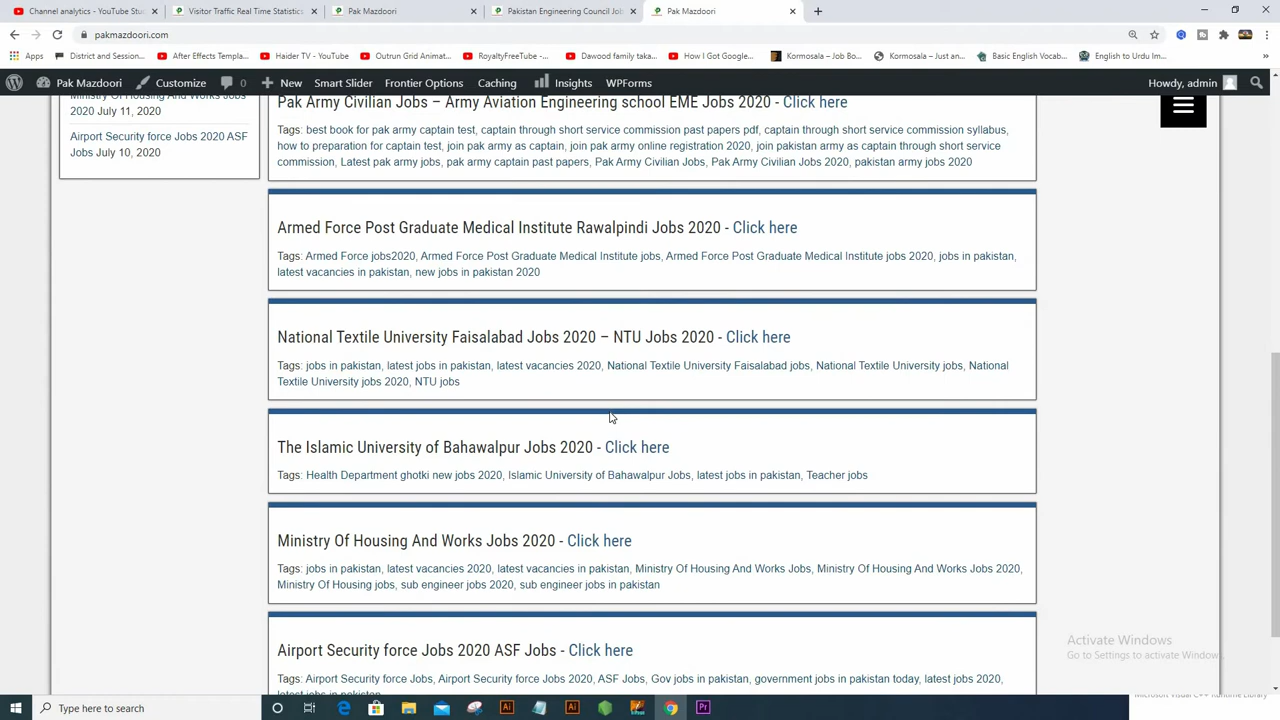 Channel analytics - YouTube Stu
Visitor Traffic Real Time Statistics
Pak Mazdoori
Pakistan Engineering Council Job
Pak Mazdoori
pakmazdoori.com
Apps
District and Session...
After Effects Templa...
Haider TV - YouTube
Outrun Grid Animat...
RoyaltyFreeTube -...
Dawood family taka...
How I Got Google...
Kormosala – Job Bo...
Kormosala – Just an...
Basic English Vocab...
English to Urdu Im...
Pak Mazdoori
Customize
0
New
Smart Slider
Frontier Options
Caching
Insights
WPForms
Howdy, admin
Ministry Of Housing And Works Jobs
2020 July 11, 2020
Airport Security force Jobs 2020 ASF
Jobs July 10, 2020
Pak Army Civilian Jobs – Army Aviation Engineering school EME Jobs 2020 - Click here
Tags: best book for pak army captain test, captain through short service commission past papers pdf, captain through short service commission syllabus,
how to preparation for captain test, join pak army as captain, join pak army online registration 2020, join pakistan army as captain through short service
commission, Latest pak army jobs, pak army captain past papers, Pak Army Civilian Jobs, Pak Army Civilian Jobs 2020, pakistan army jobs 2020
Armed Force Post Graduate Medical Institute Rawalpindi Jobs 2020 - Click here
Tags: Armed Force jobs2020, Armed Force Post Graduate Medical Institute jobs, Armed Force Post Graduate Medical Institute jobs 2020, jobs in pakistan,
latest vacancies in pakistan, new jobs in pakistan 2020
National Textile University Faisalabad Jobs 2020 – NTU Jobs 2020 - Click here
Tags: jobs in pakistan, latest jobs in pakistan, latest vacancies 2020, National Textile University Faisalabad jobs, National Textile University jobs, National
Textile University jobs 2020, NTU jobs
The Islamic University of Bahawalpur Jobs 2020 - Click here
Tags: Health Department ghotki new jobs 2020, Islamic University of Bahawalpur Jobs, latest jobs in pakistan, Teacher jobs
Ministry Of Housing And Works Jobs 2020 - Click here
Tags: jobs in pakistan, latest vacancies 2020, latest vacancies in pakistan, Ministry Of Housing And Works Jobs, Ministry Of Housing And Works Jobs 2020,
Ministry Of Housing jobs, sub engineer jobs 2020, sub engineer jobs in pakistan
Airport Security force Jobs 2020 ASF Jobs - Click here
Tags: Airport Security force Jobs, Airport Security force Jobs 2020, ASF Jobs, Gov jobs in pakistan, government jobs in pakistan today, latest jobs 2020,
latest jobs in pakistan
Activate Windows
Go to Settings to activate Windows.
Microsoft Visual C++ Runtime Library
Type here to search